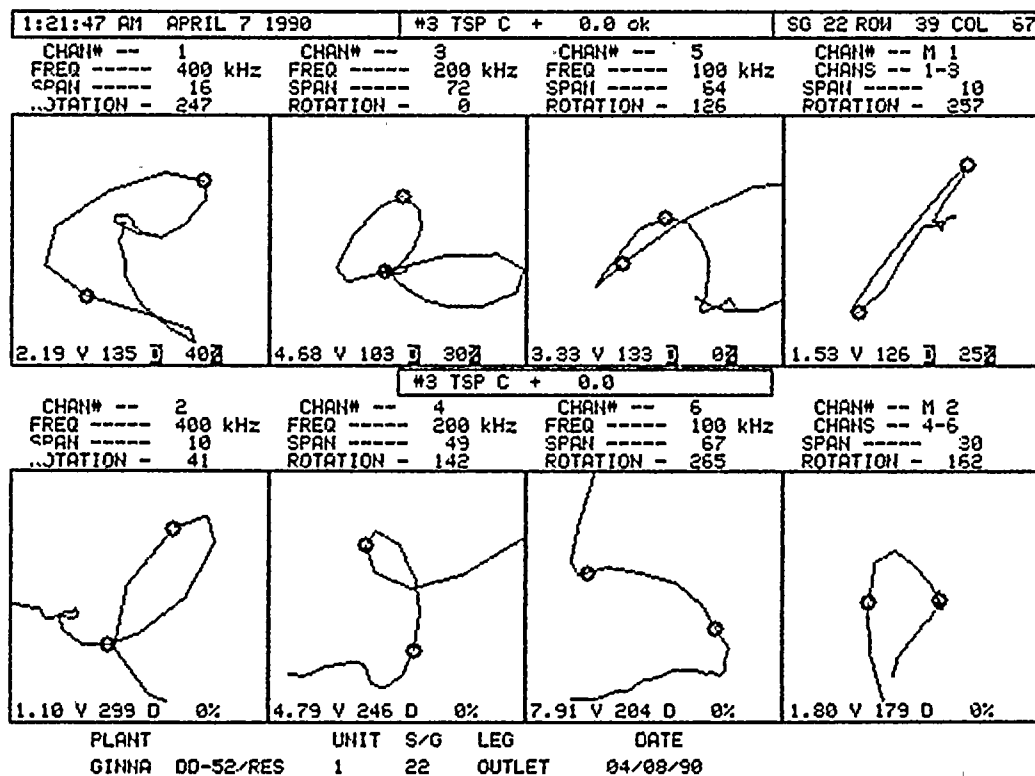 1:21:47 AM APRIL 7 1990 #3 TSP C + 0.0 ok SG 22 ROW 39 COL 67
CHAN# -- 1 CHAN# -- 3 CHAN# -- 5 CHAN# -- M 1
FREQ ----- 400 kHz FREQ ----- 200 kHz FREQ ----- 100 kHz CHANS -- 1-3
SPAN ----- 16 SPAN ----- 72 SPAN ----- 64 SPAN ----- 10
ROTATION - 247 ROTATION - 0 ROTATION - 126 ROTATION - 257
2.19 V 135 D 40% 4.68 V 103 D 30% 3.33 V 133 D 0% 1.53 V 126 D 25%
#3 TSP C + 0.0
CHAN# -- 2 CHAN# -- 4 CHAN# -- 6 CHAN# -- M 2
FREQ ----- 400 kHz FREQ ----- 200 kHz FREQ ----- 100 kHz CHANS -- 4-6
SPAN ----- 10 SPAN ----- 49 SPAN ----- 67 SPAN ----- 30
ROTATION - 41 ROTATION - 142 ROTATION - 265 ROTATION - 162
1.10 V 299 D 0% 4.79 V 246 D 0% 7.91 V 204 D 0% 1.80 V 179 D 0%
PLANT UNIT S/G LEG DATE
GINNA DD-52/RES 1 22 OUTLET 04/08/90